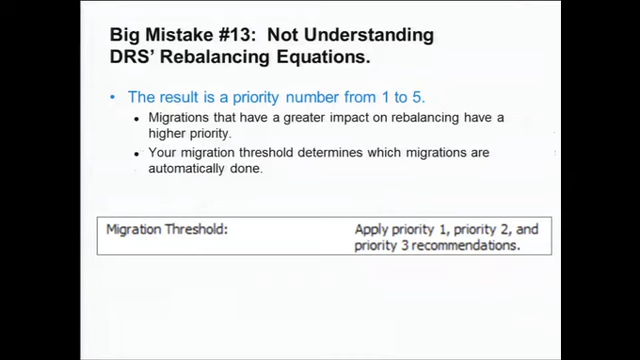 Big Mistake #13:  Not Understanding
DRS’ Rebalancing Equations.
• The result is a priority number from 1 to 5.
• Migrations that have a greater impact on rebalancing have a
higher priority.
• Your migration threshold determines which migrations are
automatically done.
Migration Threshold: Apply priority 1, priority 2, and
priority 3 recommendations.